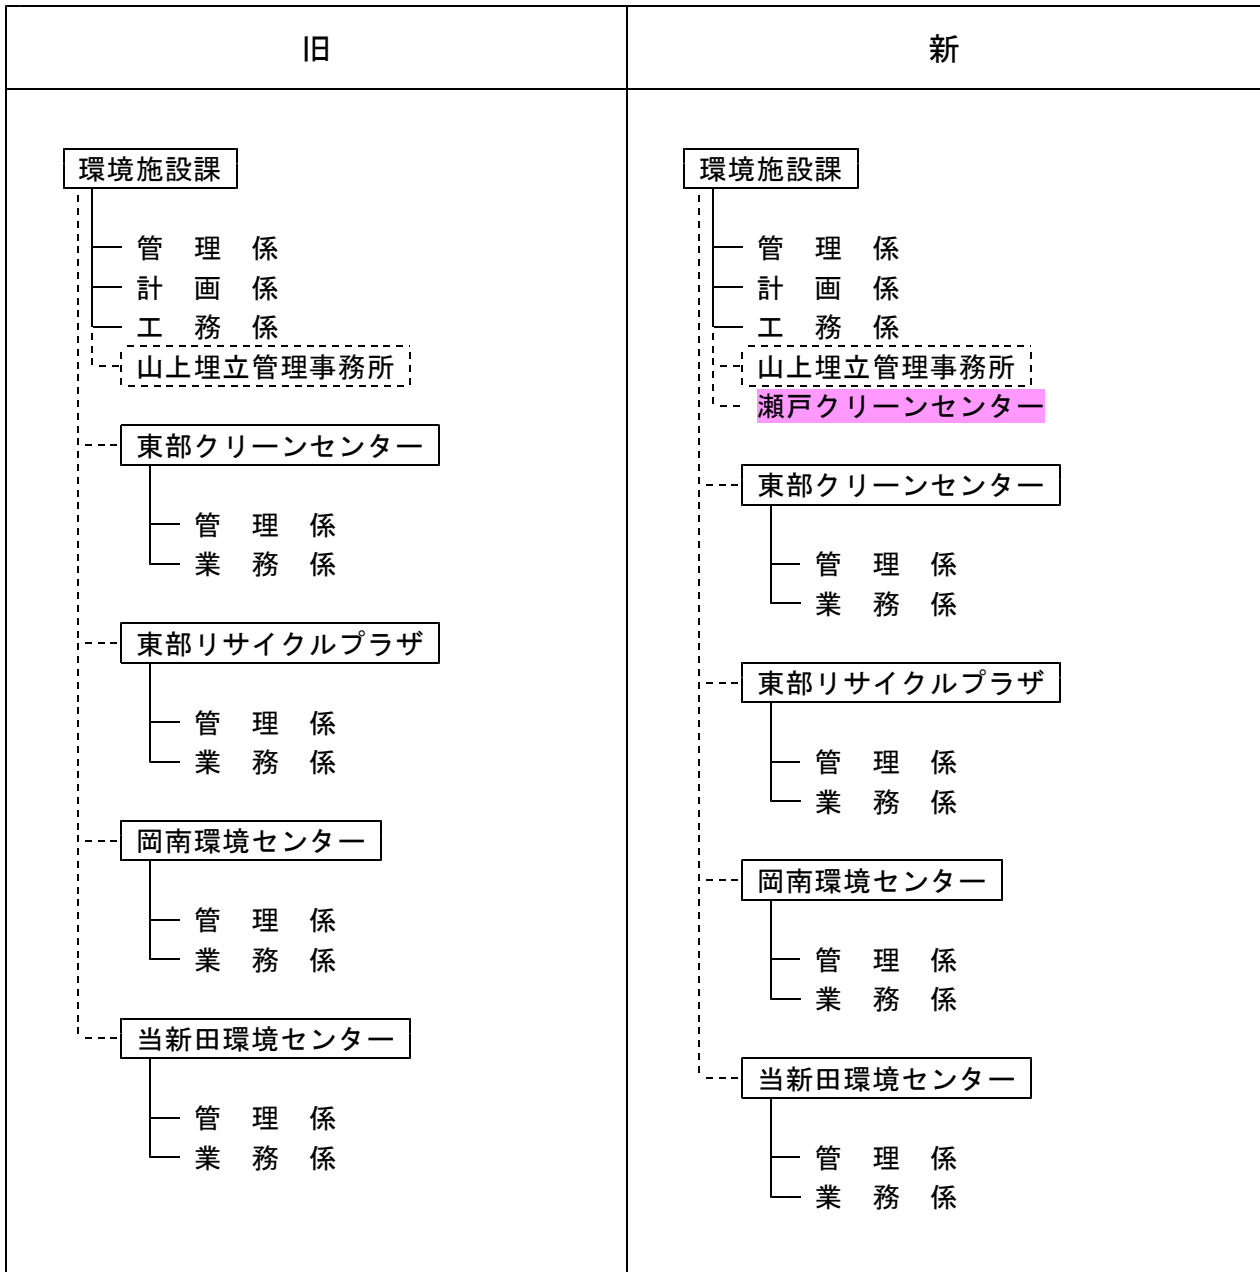 旧
環境施設課
管　理　係
計　画　係
工　務　係
山上埋立管理事務所
東部クリーンセンター
管　理　係
業　務　係
東部リサイクルプラザ
管　理　係
業　務　係
岡南環境センター
管　理　係
業　務　係
当新田環境センター
管　理　係
業　務　係
新
環境施設課
管　理　係
計　画　係
工　務　係
山上埋立管理事務所
瀬戸クリーンセンター
東部クリーンセンター
管　理　係
業　務　係
東部リサイクルプラザ
管　理　係
業　務　係
岡南環境センター
管　理　係
業　務　係
当新田環境センター
管　理　係
業　務　係